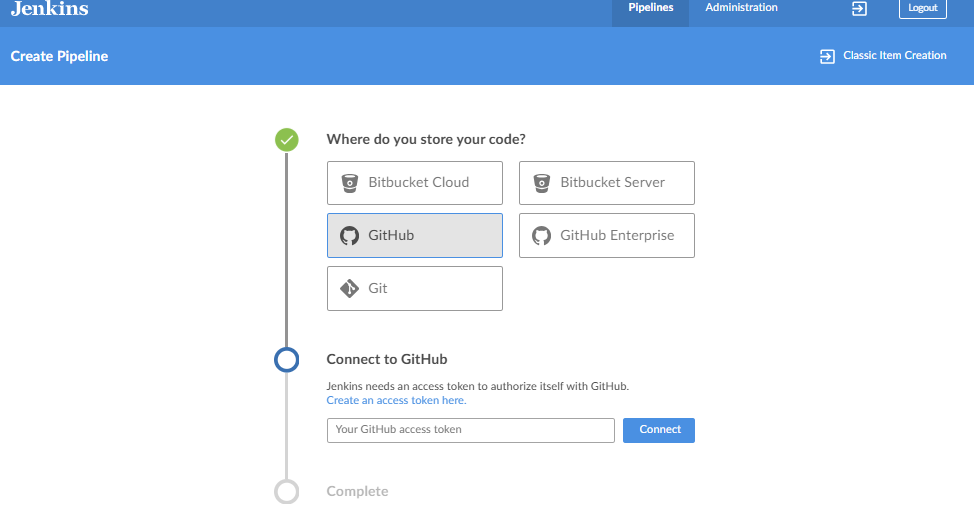 Jenkins
Pipelines
Administration
Logout
Create Pipeline
Classic Item Creation
Where do you store your code?
Bitbucket Cloud
Bitbucket Server
GitHub
GitHub Enterprise
Git
Connect to GitHub
Jenkins needs an access token to authorize itself with GitHub.
Create an access token here.
Your GitHub access token
Connect
Complete